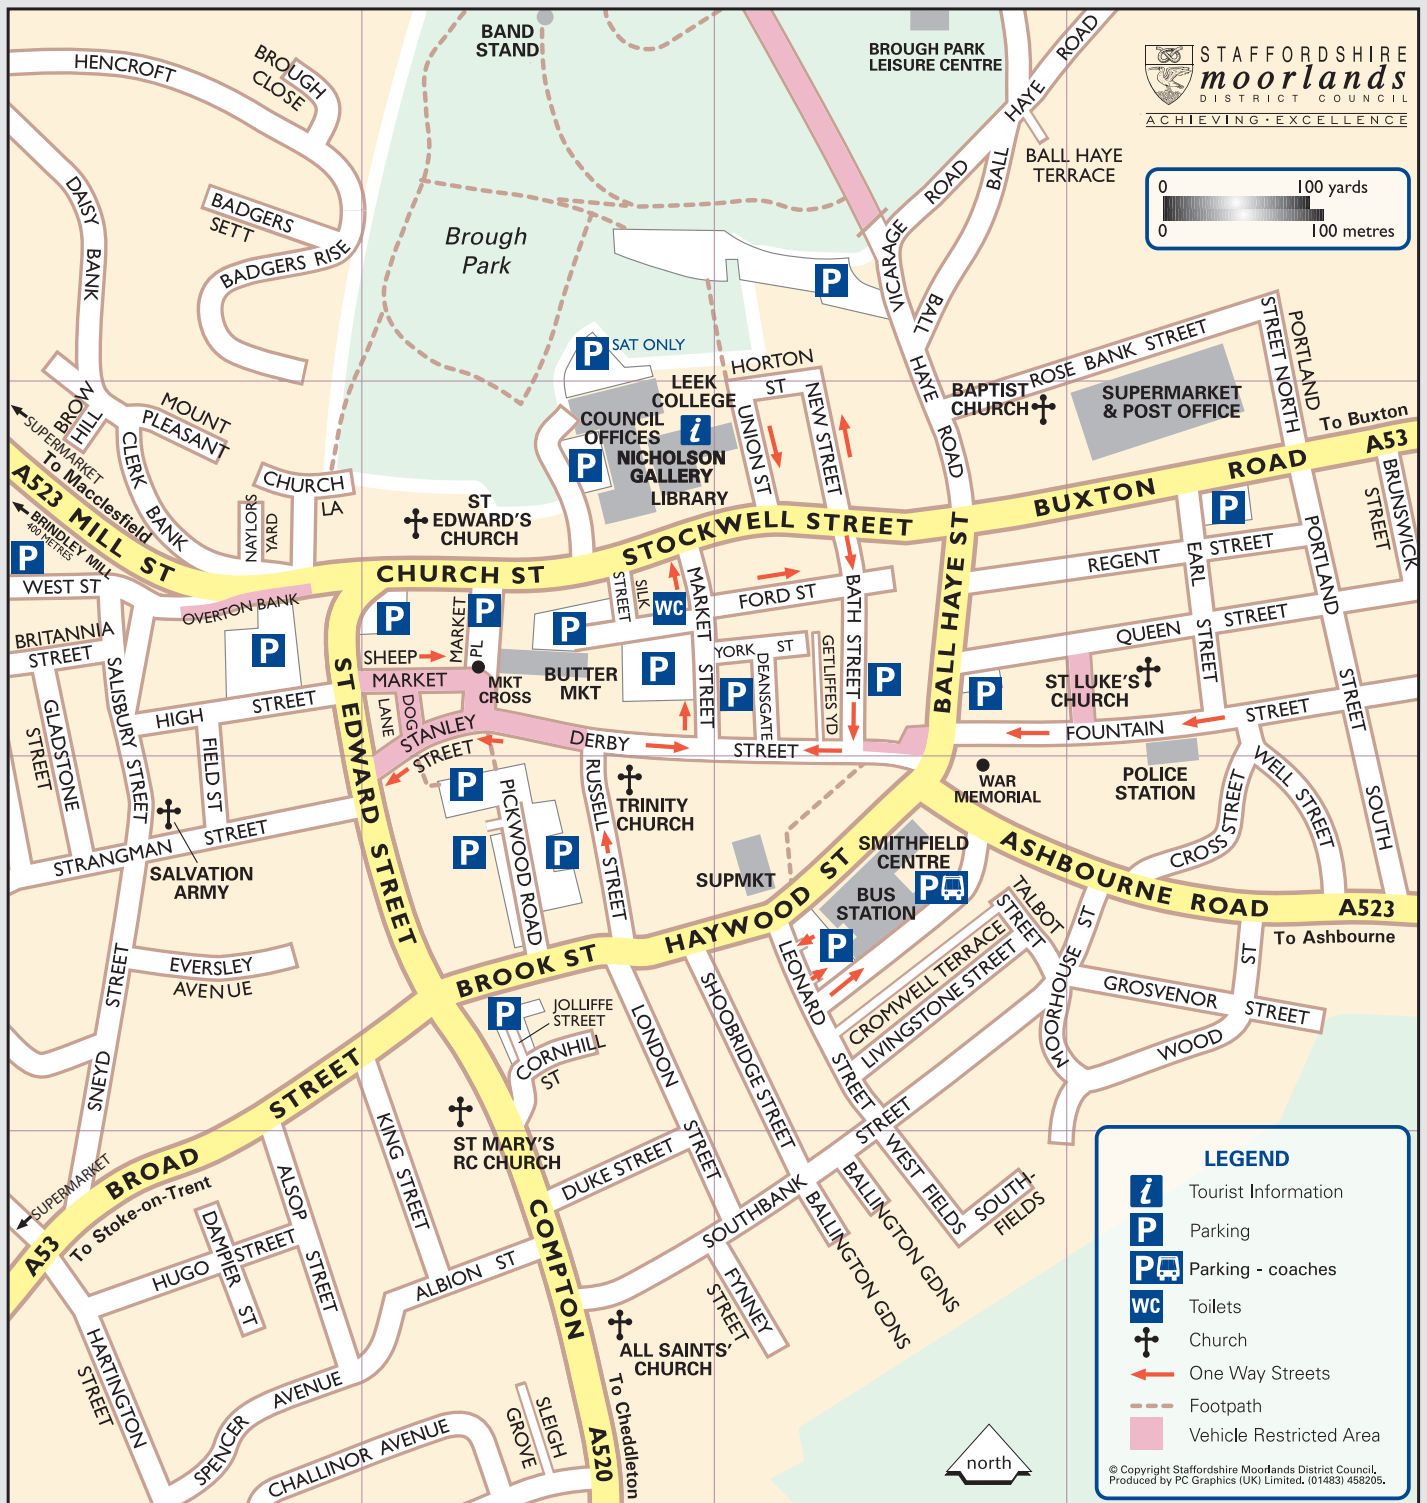 BAND
STAND
BROUGH PARK
LEISURE CENTRE
HAYE ROAD
STAFFORDSHIRE
moorlands
DISTRICT COUNCIL
ACHIEVING · EXCELLENCE
HENCROFT
BROUGH
CLOSE
BALL HAYE
TERRACE
0 100 yards
0 100 metres
DAISY BANK
BADGERS
SETT
BADGERS RISE
Brough
Park
VICARAGE ROAD
BALL
BALL HAYE ROAD
P
P
SAT ONLY
HORTON
ST
LEEK
COLLEGE
COUNCIL
OFFICES
i
P
NICHOLSON
GALLERY
LIBRARY
UNION ST
NEW STREET
BAPTIST
CHURCH
ROSE BANK STREET
SUPERMARKET
& POST OFFICE
PORTLAND
STREET NORTH
To Buxton
A53
BROW
HILL
MOUNT
PLEASANT
SUPERMARKET
To Macclesfield
A523 MILL ST
BRINDLEY MILL
400 METRES
CLERK BANK
CHURCH
LA
NAYLORS
YARD
ST
EDWARD'S
CHURCH
STOCKWELL STREET
BUXTON ROAD
P
BRUNSWICK
STREET
P
WEST ST
CHURCH ST
OVERTON BANK
REGENT STREET
EARL STREET
PORTLAND STREET SOUTH
QUEEN STREET
BALL HAYE ST
STREET
SILK
WC
MARKET STREET
FORD ST
BATH STREET
BRITANNIA
STREET
P
P
P
P
MARKET
PL
SHEEP
MARKET
MKT
CROSS
BUTTER
MKT
P
YORK ST
DEANSGATE
P
GETLIFFES YD
P
P
ST LUKE'S
CHURCH
SALISBURY STREET
GLADSTONE
STREET
HIGH STREET
FIELD ST
ST EDWARD STREET
DOG
LANE
STANLEY
STREET
DERBY STREET
FOUNTAIN STREET
POLICE
STATION
WAR
MEMORIAL
P
PICKWOOD ROAD
P
P
RUSSELL STREET
TRINITY
CHURCH
CROSS STREET
WELL STREET
STRANGMAN STREET
SALVATION
ARMY
SUPMKT
SMITHFIELD
CENTRE
P
BUS
STATION
P
ASHBOURNE ROAD
A523
To Ashbourne
HAYWOOD ST
BROOK ST
TALBOT
STREET
CROMWELL TERRACE
LIVINGSTONE STREET
LEONARD STREET
MOORHOUSE ST
GROSVENOR STREET
WOOD ST
EVERSLEY
AVENUE
SNEYD STREET
P
JOLLIFFE
STREET
CORNHILL
ST
LONDON STREET
SHOOBRIDGE STREET
BROAD STREET
To Stoke-on-Trent
SUPERMARKET
A53
KING STREET
ALSOP STREET
ST MARY'S
RC CHURCH
DUKE STREET
SOUTHBANK STREET
WEST FIELDS
SOUTH-
FIELDS
BALLINGTON GDNS
BALLINGTON GDNS
COMPTON
ALBION ST
HUGO STREET
DAMPIER ST
FYNNEY
STREET
HARTINGTON
STREET
SPENCER AVENUE
CHALLINOR AVENUE
SLEIGH
GROVE
ALL SAINTS'
CHURCH
A520
To Cheddleton
north
LEGEND
i Tourist Information
P Parking
P Parking - coaches
WC Toilets
Church
One Way Streets
Footpath
Vehicle Restricted Area
© Copyright Staffordshire Moorlands District Council.
Produced by PC Graphics (UK) Limited. (01483) 458205.